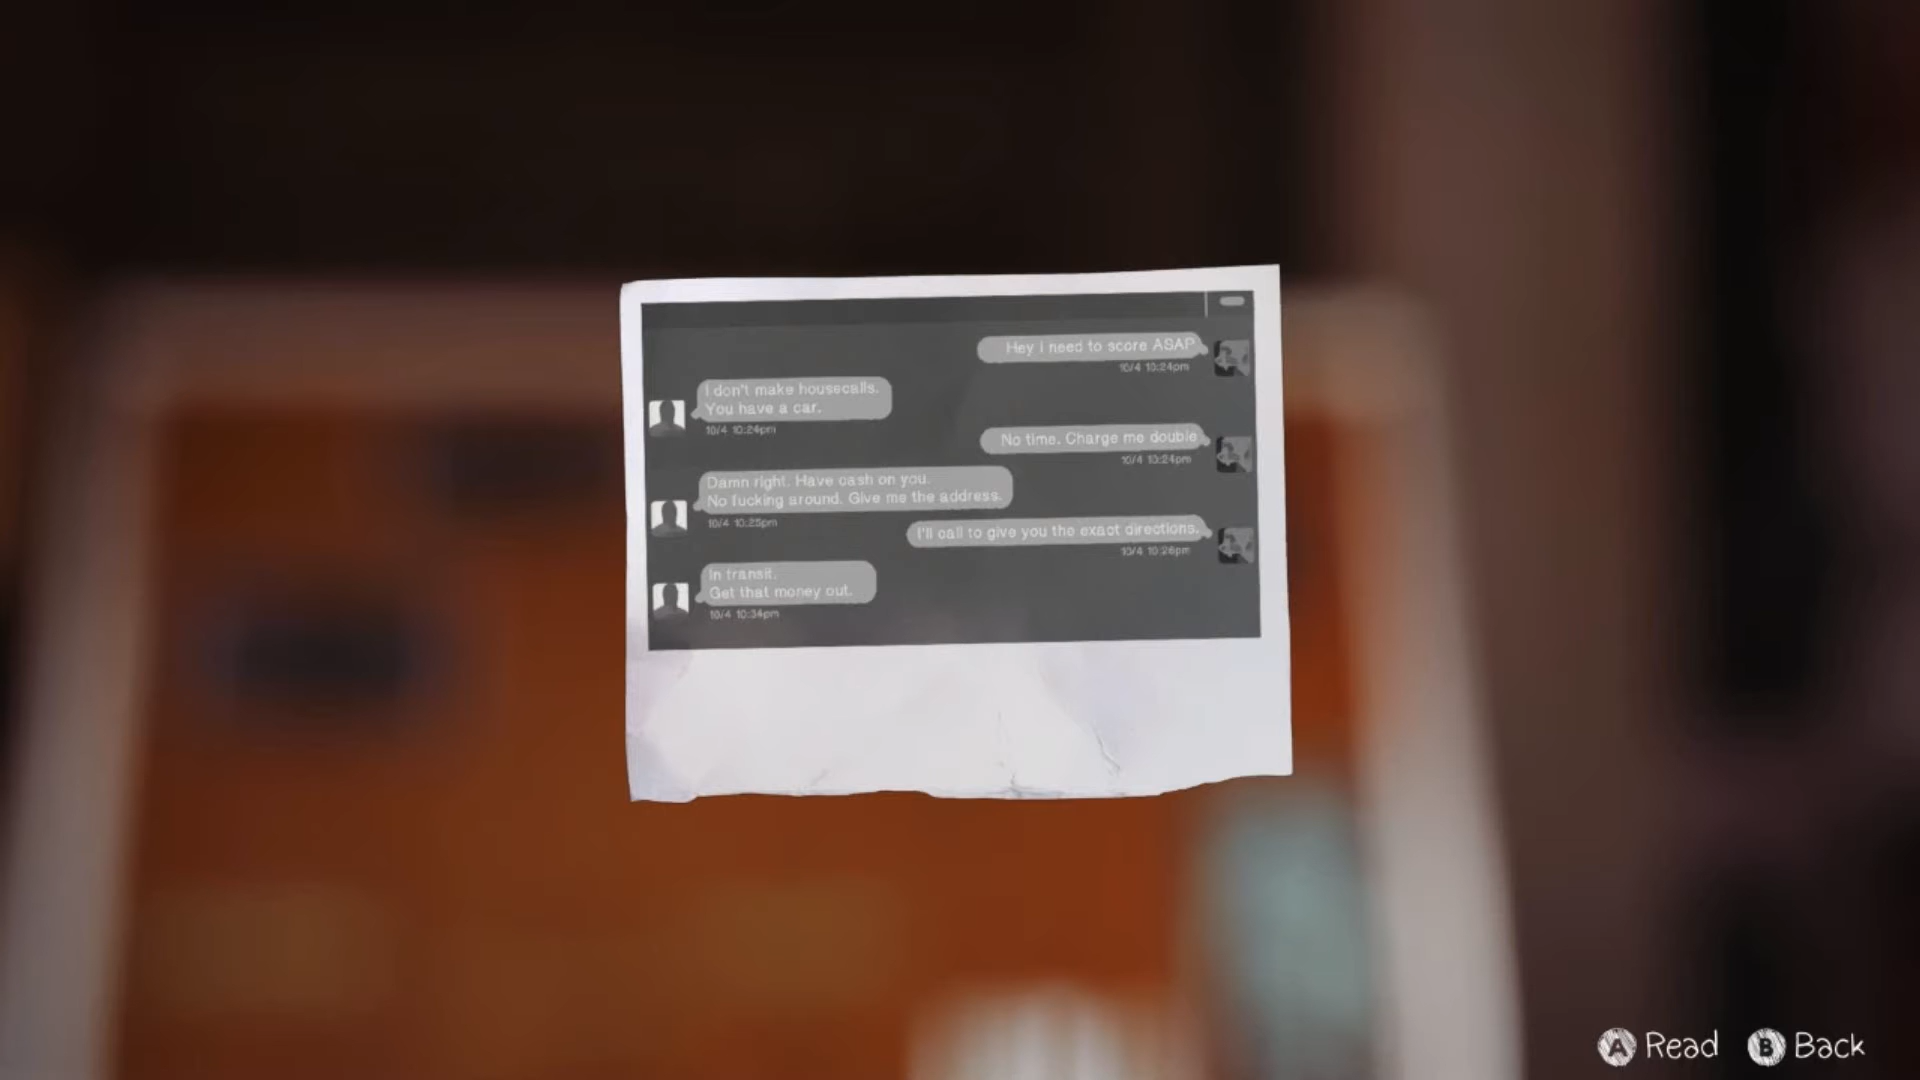 Hey I need to score ASAP
10/4 10:24pm
I don't make housecalls.
You have a car.
10/4 10:24pm
No time. Charge me double
10/4 10:24pm
Damn right. Have cash on you.
No fucking around. Give me the address.
10/4 10:25pm
I'll call to give you the exact directions.
10/4 10:26pm
In transit.
Get that money out.
10/4 10:34pm
A Read B Back